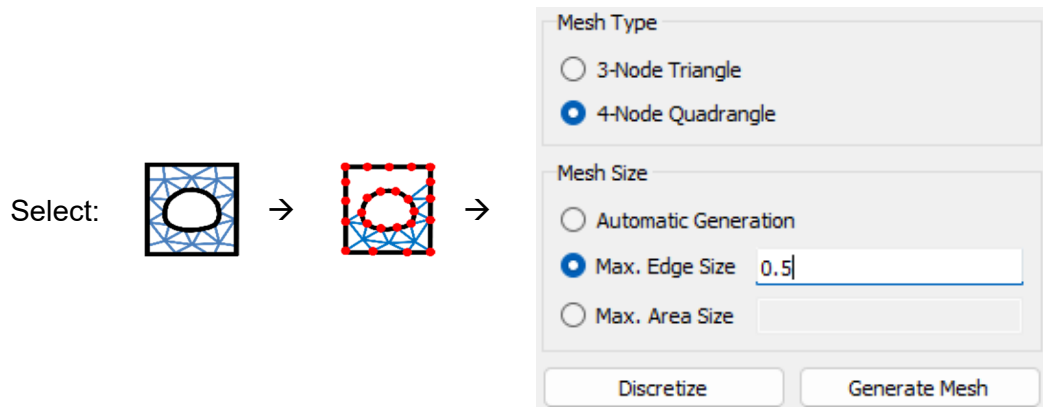 Mesh Type
3-Node Triangle
4-Node Quadrangle
Mesh Size
Select: → →
Automatic Generation
Max. Edge Size 0.5
Max. Area Size
Discretize Generate Mesh